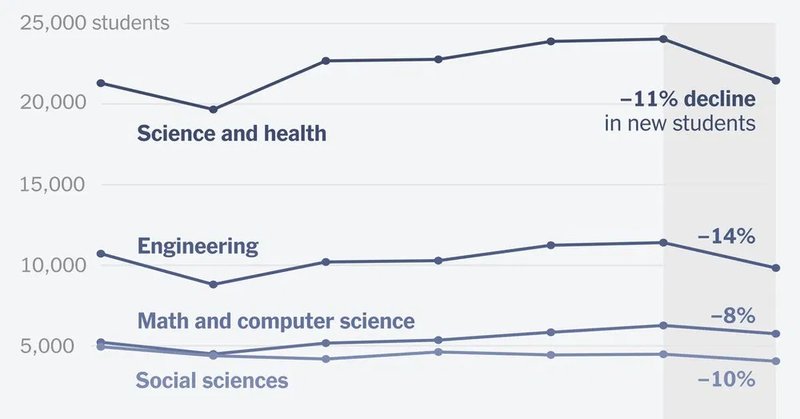 25,000 students
20,000
–11% decline
in new students
Science and health
15,000
Engineering
–14%
10,000
Math and computer science
–8%
5,000
Social sciences
–10%